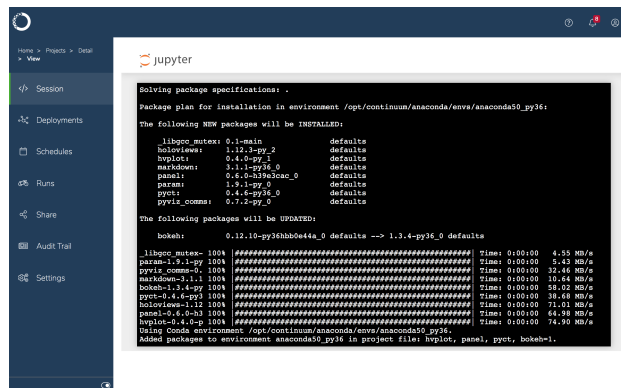 8
Home > Projects > Detail
> View
jupyter
Session
Deployments
Schedules
Runs
Share
Audit Trail
Settings
Solving package specifications: .
Package plan for installation in environment /opt/continuum/anaconda/envs/anaconda50_py36:
The following NEW packages will be INSTALLED:
_libgcc_mutex: 0.1-main defaults
holoviews: 1.12.3-py_2 defaults
hvplot: 0.4.0-py_1 defaults
markdown: 3.1.1-py36_0 defaults
panel: 0.6.0-h39e3cac_0 defaults
param: 1.9.1-py_0 defaults
pyct: 0.4.6-py36_0 defaults
pyviz_comms: 0.7.2-py_0 defaults
The following packages will be UPDATED:
bokeh: 0.12.10-py36hbb0e44a_0 defaults --> 1.3.4-py36_0 defaults
_libgcc_mutex- 100% |################################################| Time: 0:00:00 4.55 MB/s
param-1.9.1-py 100% |################################################| Time: 0:00:00 5.43 MB/s
pyviz_comms-0. 100% |################################################| Time: 0:00:00 32.46 MB/s
markdown-3.1.1 100% |################################################| Time: 0:00:00 10.64 MB/s
bokeh-1.3.4-py 100% |################################################| Time: 0:00:00 58.02 MB/s
pyct-0.4.6-py3 100% |################################################| Time: 0:00:00 38.68 MB/s
holoviews-1.12 100% |################################################| Time: 0:00:00 71.01 MB/s
panel-0.6.0-h3 100% |################################################| Time: 0:00:00 64.98 MB/s
hvplot-0.4.0-p 100% |################################################| Time: 0:00:00 74.90 MB/s
Using Conda environment /opt/continuum/anaconda/envs/anaconda50_py36.
Added packages to environment anaconda50_py36 in project file: hvplot, panel, pyct, bokeh=1.